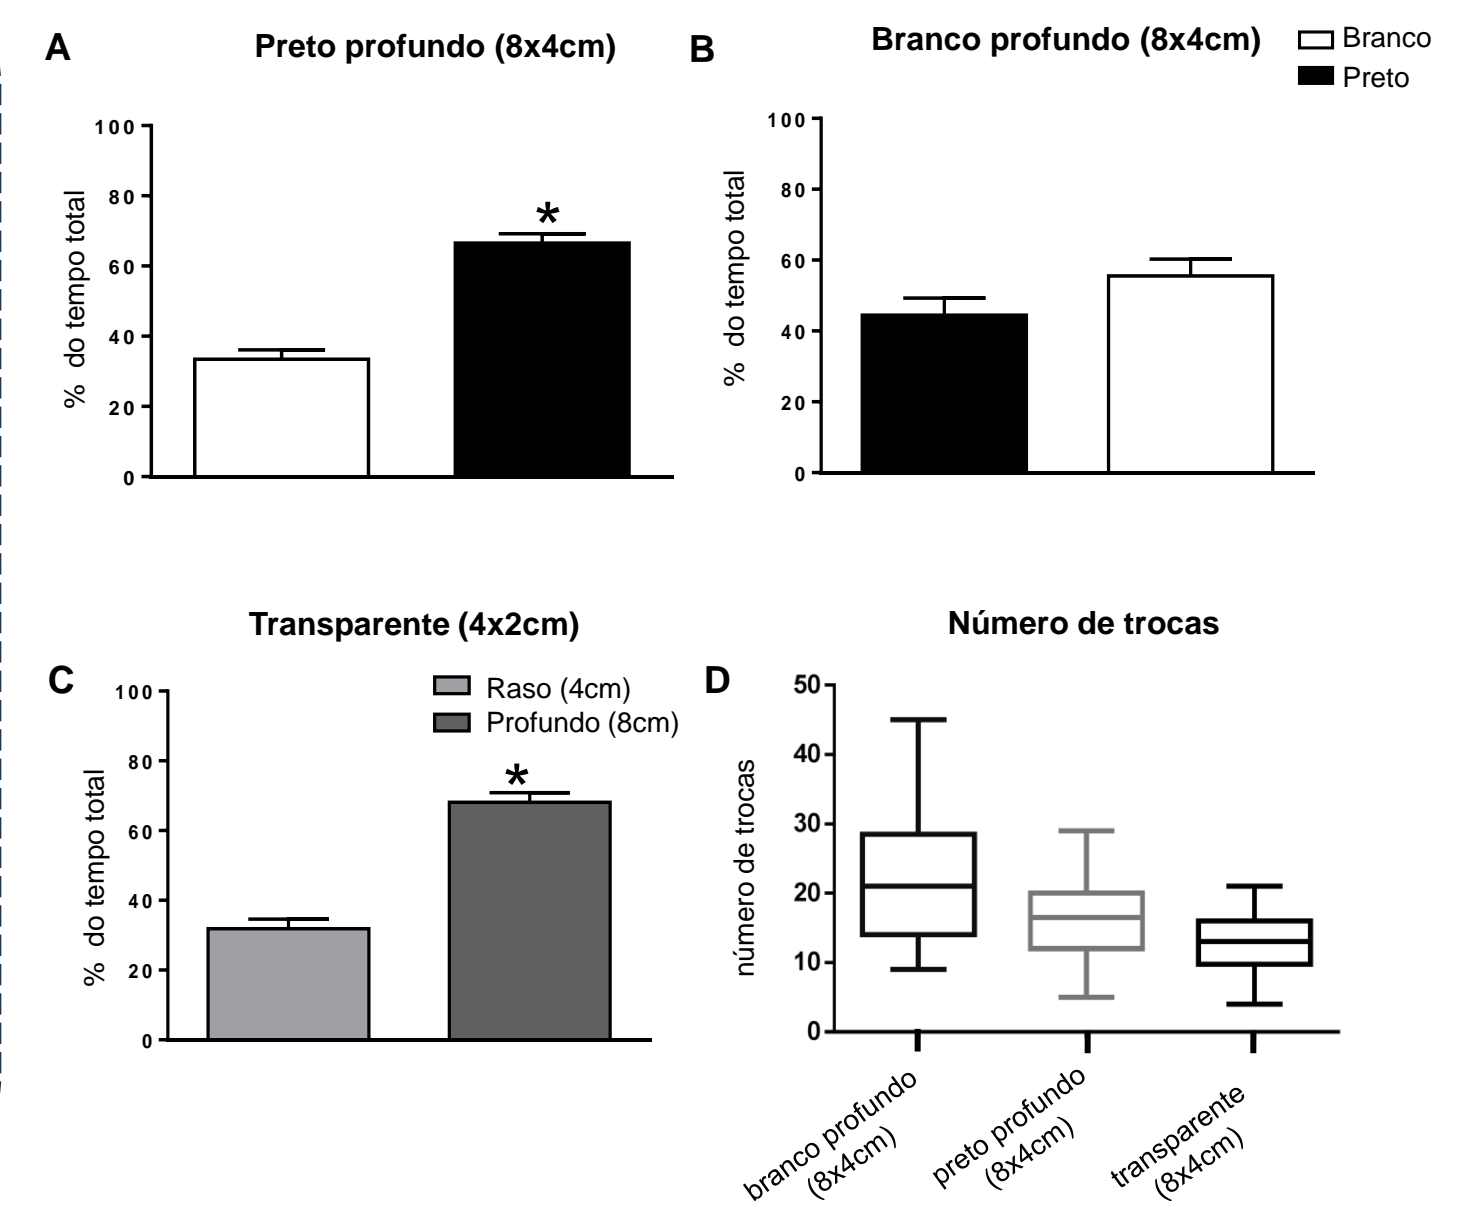 A
Preto profundo (8x4cm)
100
80
60
40
20
0
% do tempo total
*
B
Branco profundo (8x4cm)
Branco
Preto
100
80
60
40
20
0
% do tempo total
Transparente (4x2cm)
C
Raso (4cm)
Profundo (8cm)
100
80
60
40
20
0
% do tempo total
*
Número de trocas
D
50
40
30
20
10
0
número de trocas
branco profundo
(8x4cm)
preto profundo
(8x4cm)
transparente
(8x4cm)